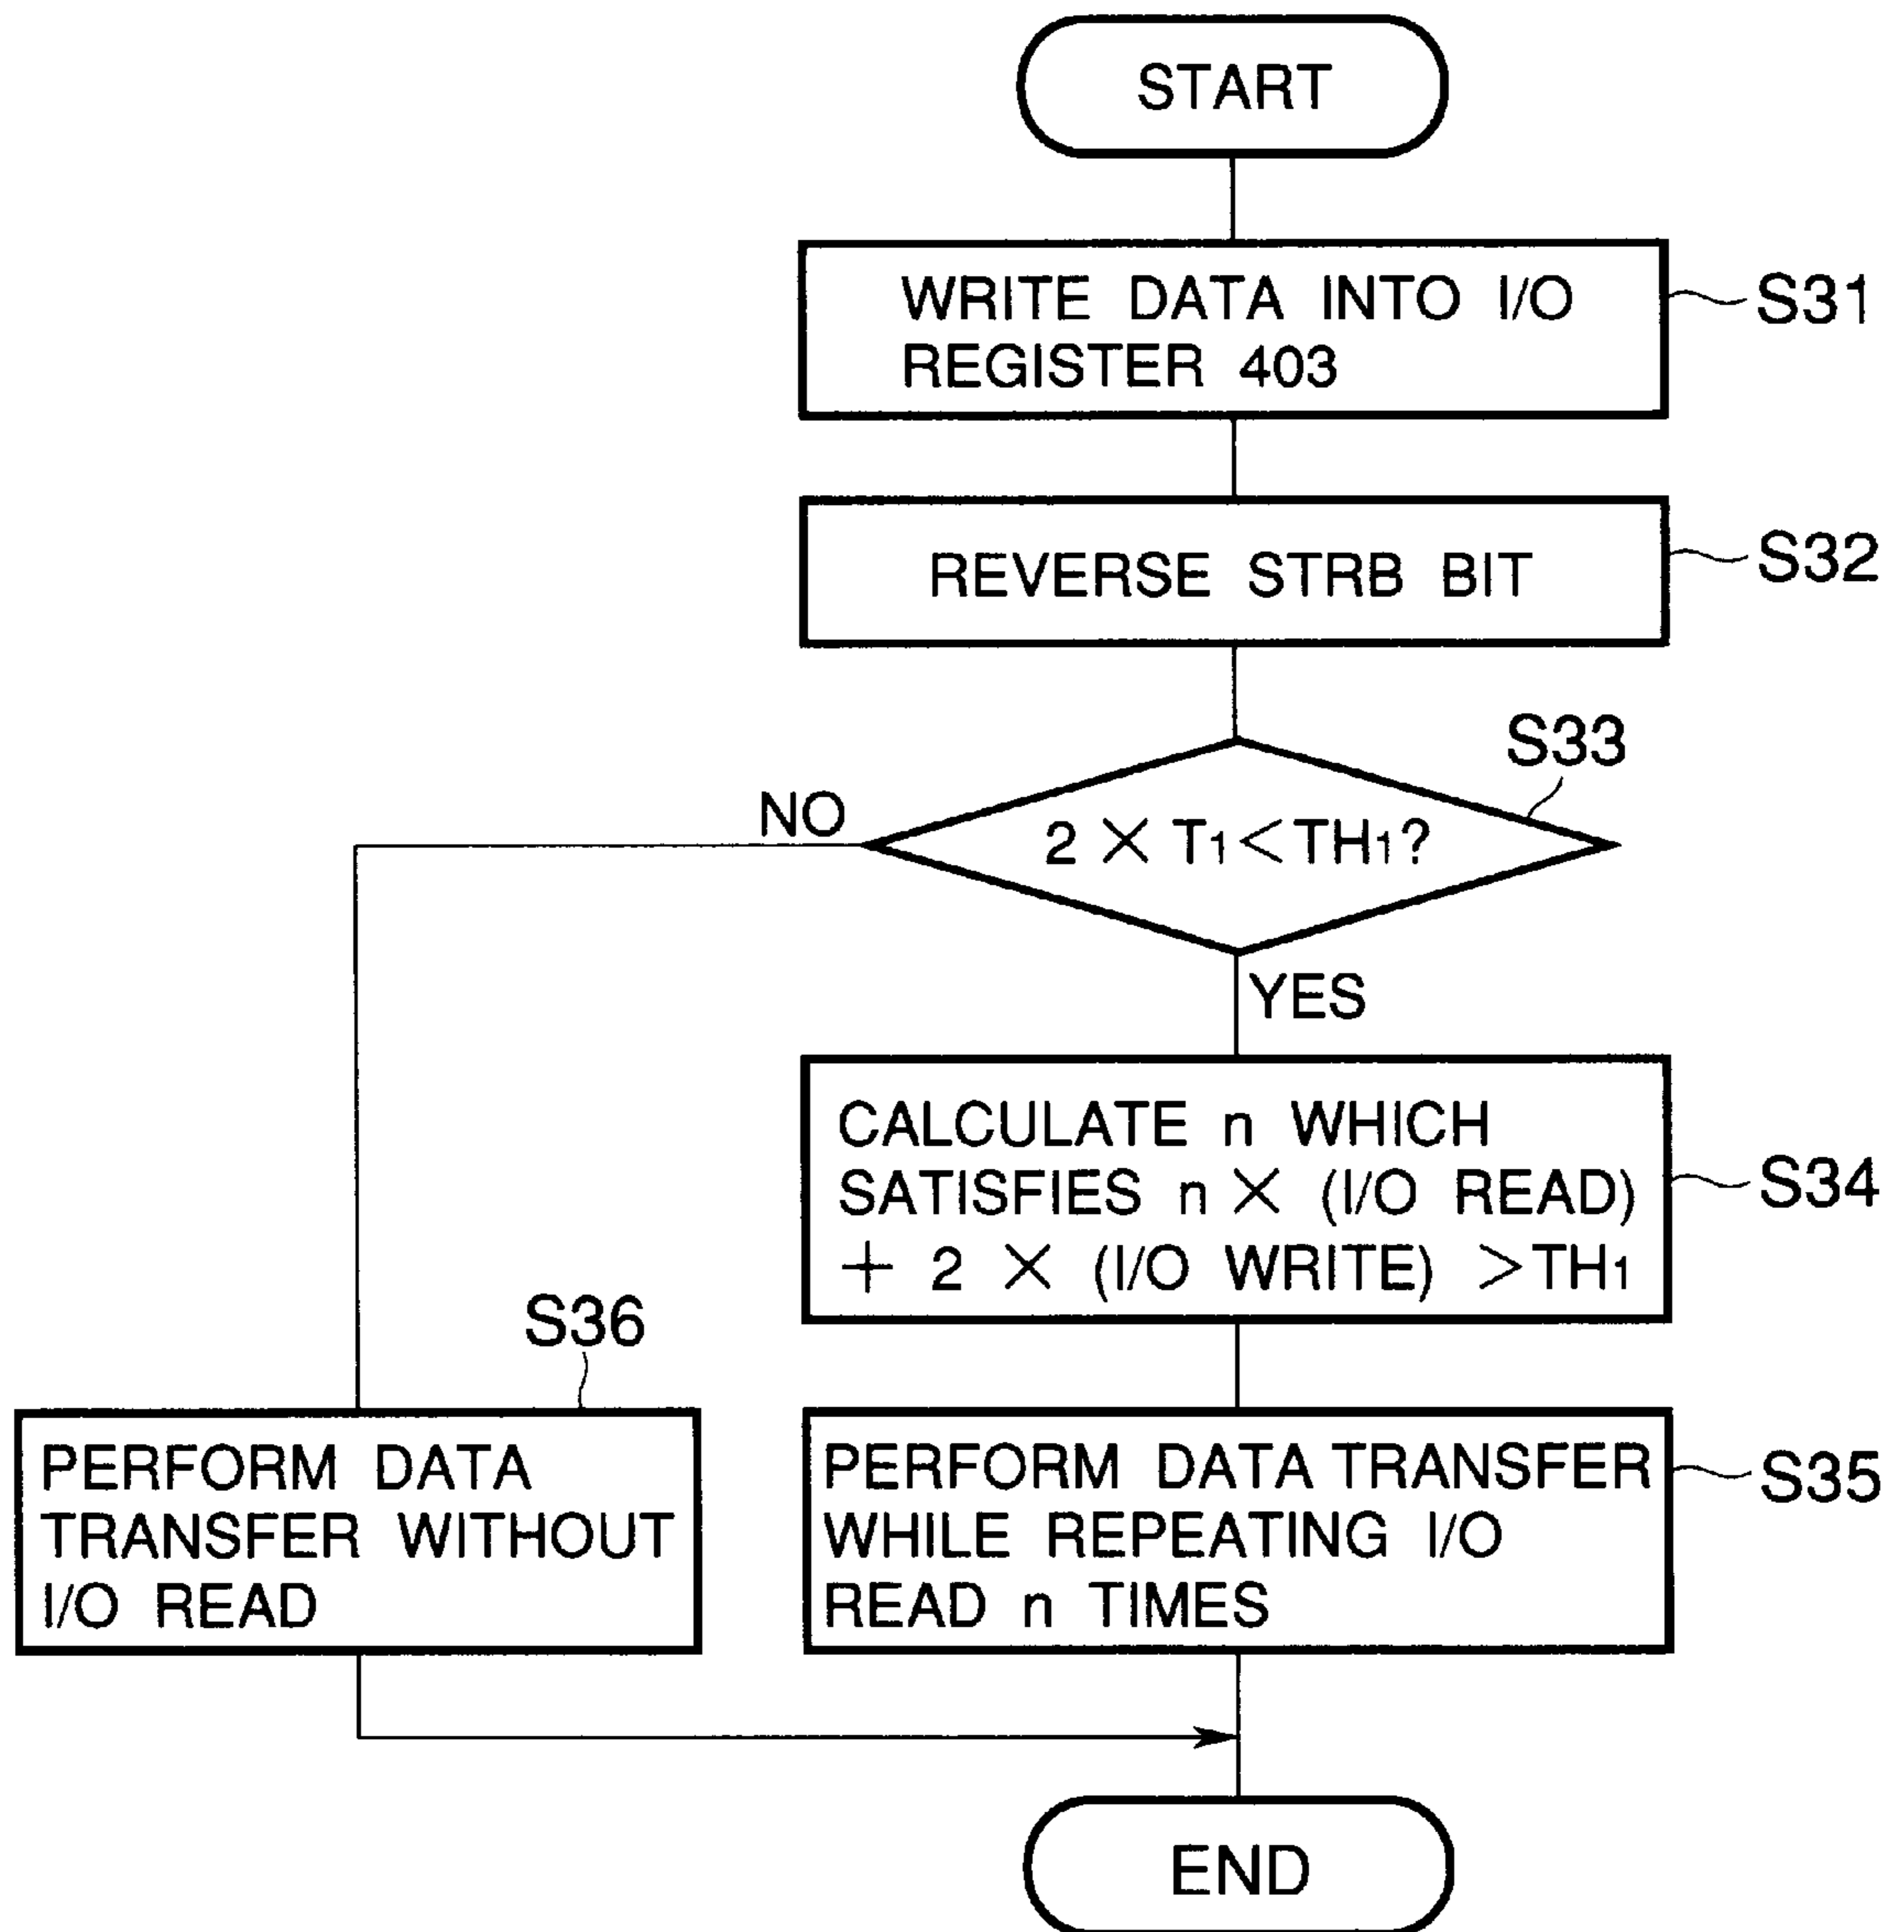 START
WRITE DATA INTO I/O
REGISTER 403
S31
REVERSE STRB BIT
S32
S33
NO
2 × T1<TH1?
YES
CALCULATE n WHICH
SATISFIES n × (I/O READ)
+ 2 × (I/O WRITE) >TH1
S34
S36
PERFORM DATA
TRANSFER WITHOUT
I/O READ
PERFORM DATA TRANSFER
WHILE REPEATING I/O
READ n TIMES
S35
END